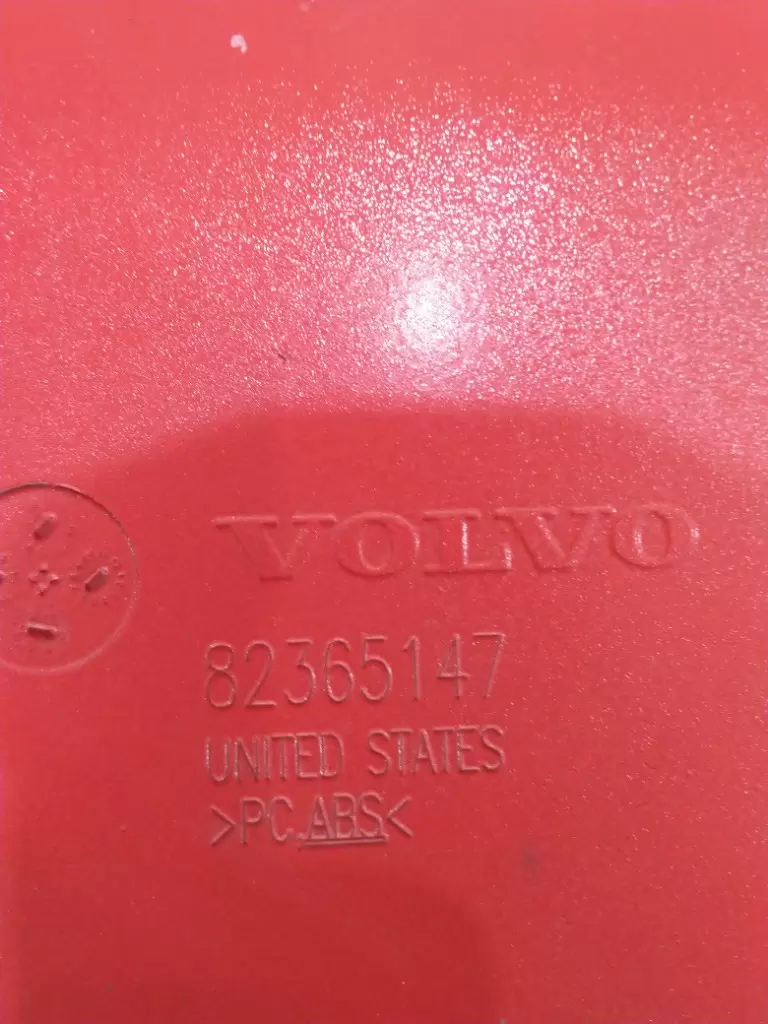 VOLVO
82365147
UNITED STATES
>PC.ABS<